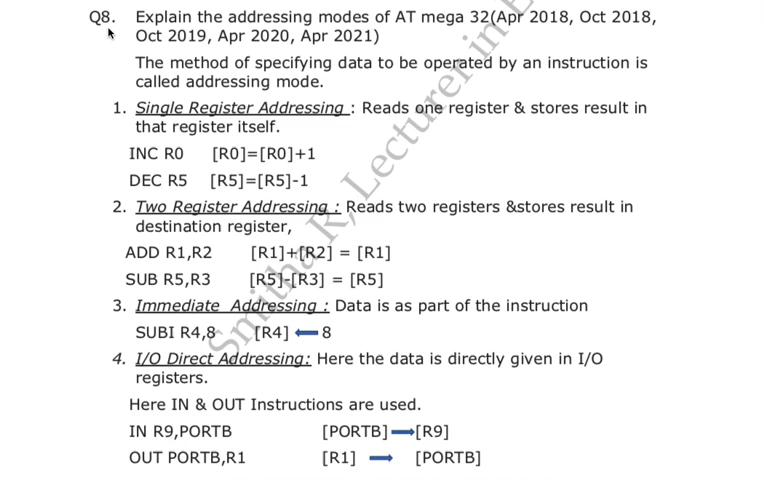 Q8. Explain the addressing modes of AT mega 32(Apr 2018, Oct 2018,
Oct 2019, Apr 2020, Apr 2021)
The method of specifying data to be operated by an instruction is
called addressing mode.
1. Single Register Addressing : Reads one register & stores result in
that register itself.
INC R0 [R0]=[R0]+1
DEC R5 [R5]=[R5]-1
2. Two Register Addressing : Reads two registers &stores result in
destination register,
ADD R1,R2 [R1]+[R2] = [R1]
SUB R5,R3 [R5]-[R3] = [R5]
3. Immediate Addressing : Data is as part of the instruction
SUBI R4,8 [R4] ← 8
4. I/O Direct Addressing: Here the data is directly given in I/O
registers.
Here IN & OUT Instructions are used.
IN R9,PORTB [PORTB] → [R9]
OUT PORTB,R1 [R1] → [PORTB]
Smitha R, Lecturer in E